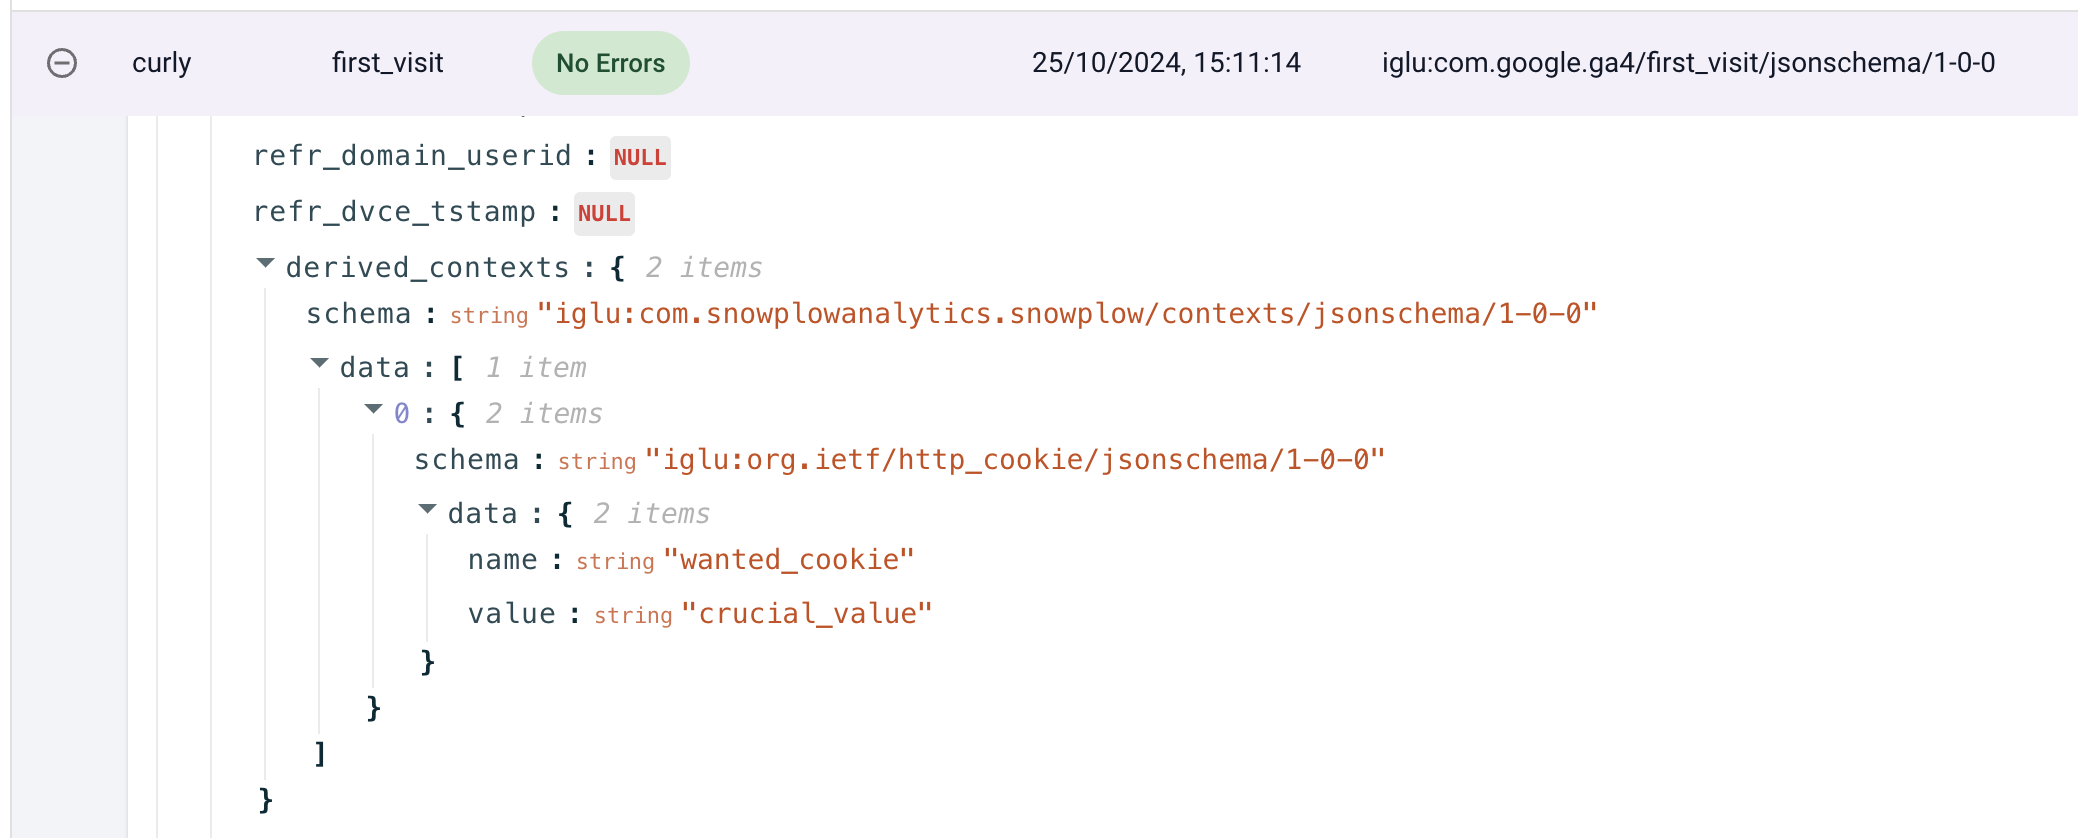 curly first_visit No Errors 25/10/2024, 15:11:14 iglu:com.google.ga4/first_visit/jsonschema/1-0-0
refr_domain_userid : NULL
refr_dvce_tstamp : NULL
derived_contexts : { 2 items
schema : string "iglu:com.snowplowanalytics.snowplow/contexts/jsonschema/1-0-0"
data : [ 1 item
0 : { 2 items
schema : string "iglu:org.ietf/http_cookie/jsonschema/1-0-0"
data : { 2 items
name : string "wanted_cookie"
value : string "crucial_value"
}
}
]
}